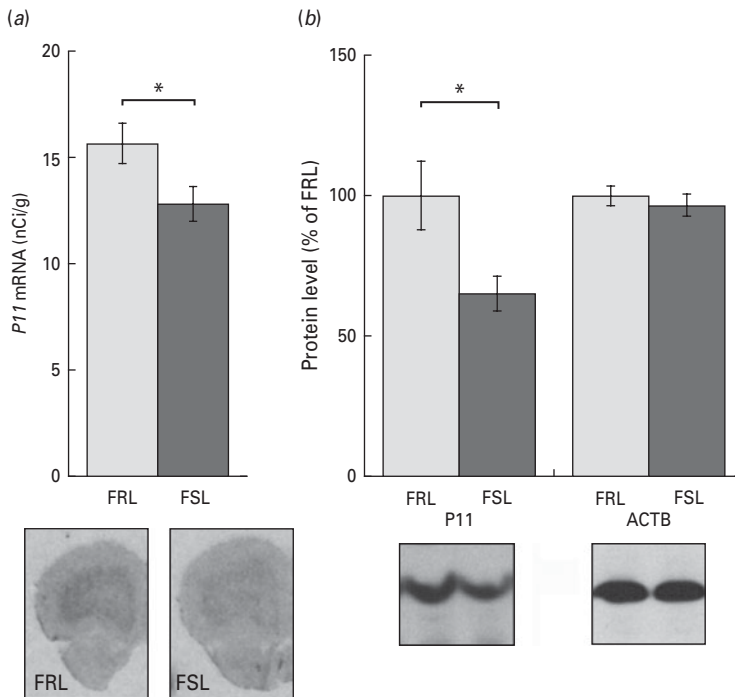 (a)
20
15
10
5
0
P11 mRNA (nCi/g)
*
FRL FSL
FRL
FSL
(b)
150
100
50
0
Protein level (% of FRL)
*
FRL FSL FRL FSL
P11 ACTB